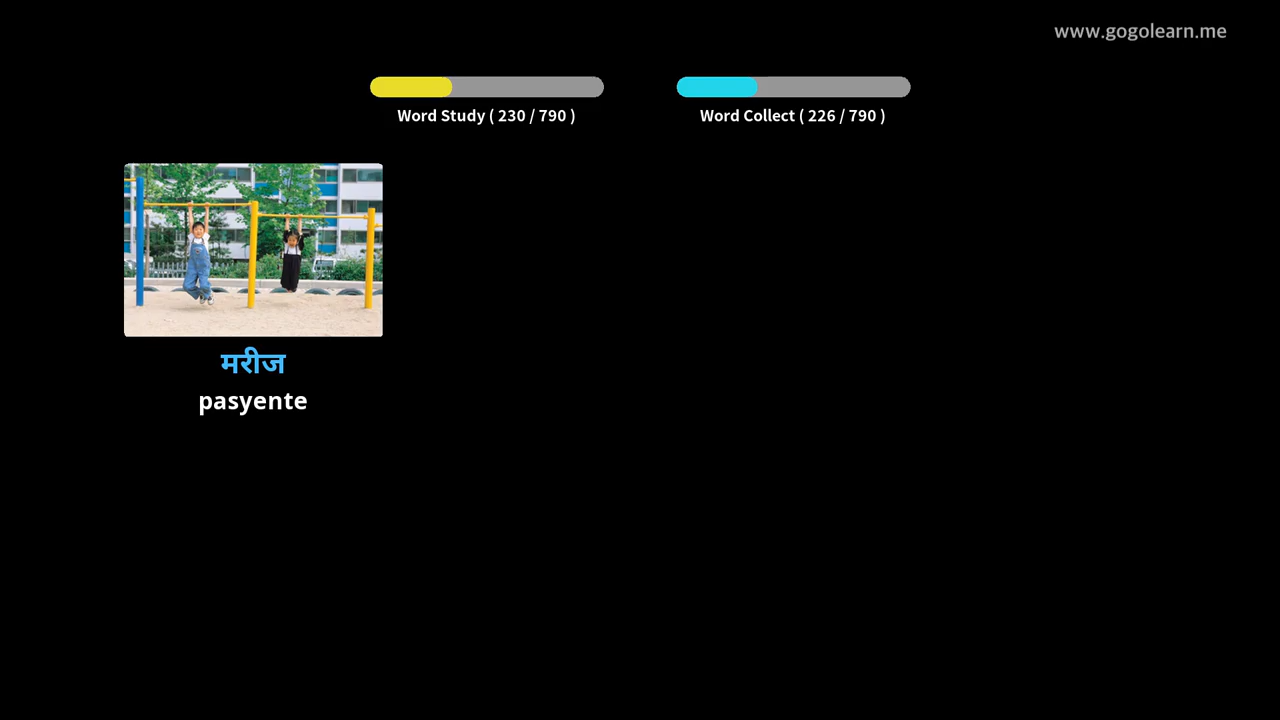 www.gogolearn.me
Word Study ( 230 / 790 )
Word Collect ( 226 / 790 )
मरीज
pasyente